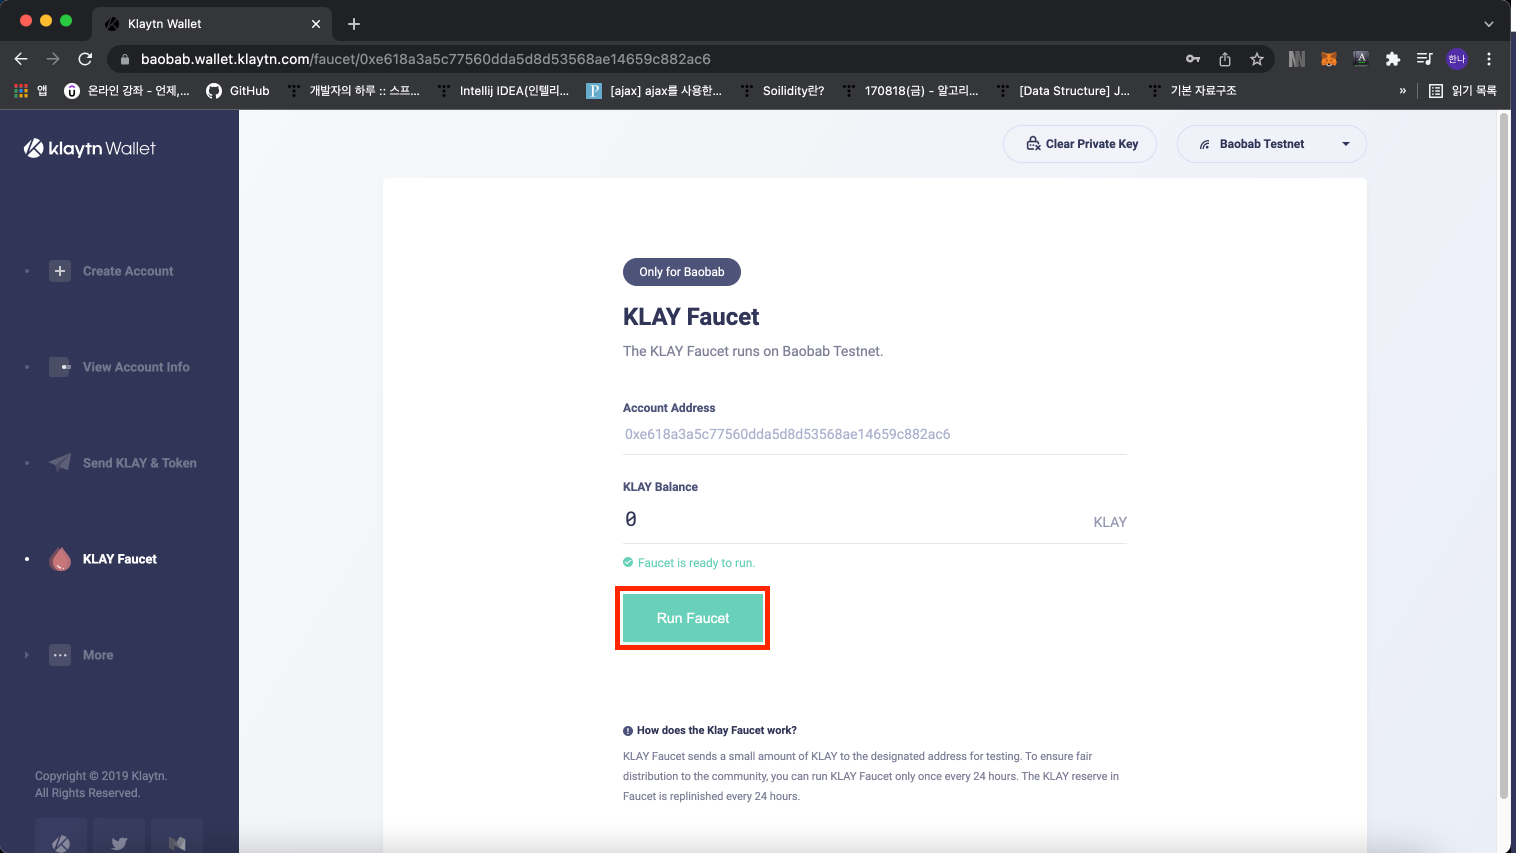 Klaytn Wallet
baobab.wallet.klaytn.com/faucet/0xe618a3a5c77560dda5d8d53568ae14659c882ac6
한나
앱 온라인 강좌 - 언제,... GitHub 개발자의 하루 :: 스프... Intellij IDEA(인텔리... [ajax] ajax를 사용한... Soilidity란? 170818(금) - 알고리... [Data Structure] J... 기본 자료구조 » 읽기 목록
klaytn Wallet
Clear Private Key
Baobab Testnet
Create Account
View Account Info
Send KLAY & Token
KLAY Faucet
More
Copyright © 2019 Klaytn.
All Rights Reserved.
Only for Baobab
KLAY Faucet
The KLAY Faucet runs on Baobab Testnet.
Account Address
0xe618a3a5c77560dda5d8d53568ae14659c882ac6
KLAY Balance
0 KLAY
Faucet is ready to run.
Run Faucet
How does the Klay Faucet work?
KLAY Faucet sends a small amount of KLAY to the designated address for testing. To ensure fair
distribution to the community, you can run KLAY Faucet only once every 24 hours. The KLAY reserve in
Faucet is replinished every 24 hours.